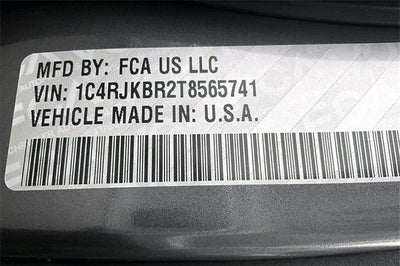 MFD BY: FCA US LLC
VIN: 1C4RJKBR2T8565741
VEHICLE MADE IN: U.S.A.